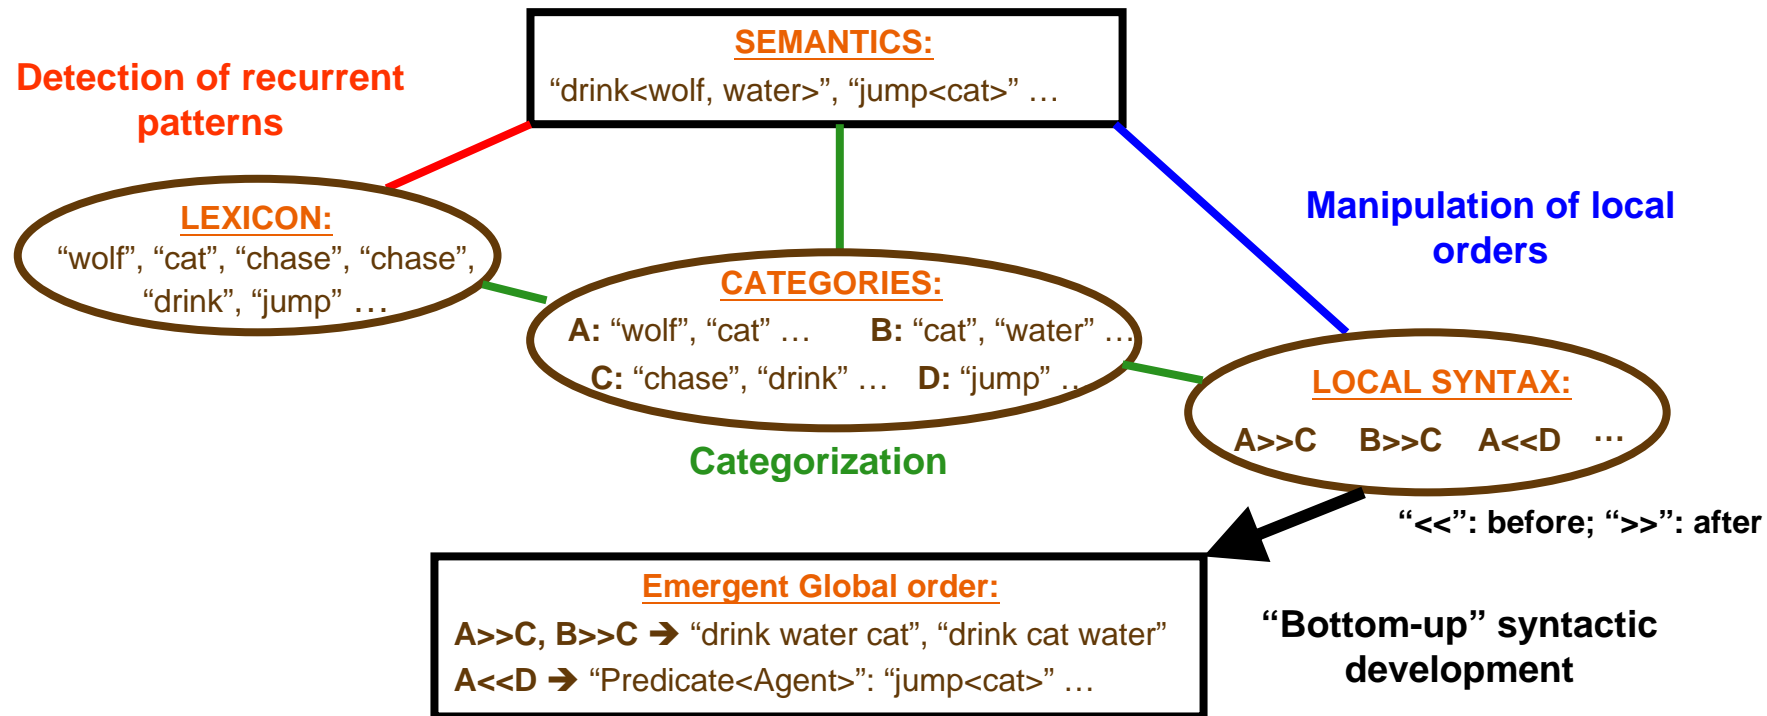 SEMANTICS:
“drink<wolf, water>”, “jump<cat>” …
Detection of recurrent
patterns
LEXICON:
“wolf”, “cat”, “chase”, “chase”,
“drink”, “jump” …
Manipulation of local
orders
CATEGORIES:
A: “wolf”, “cat” … B: “cat”, “water” …
C: “chase”, “drink” … D: “jump” …
Categorization
LOCAL SYNTAX:
A>>C B>>C A<<D …
“<<”: before; “>>”: after
Emergent Global order:
A>>C, B>>C ➔ “drink water cat”, “drink cat water”
A<<D ➔ “Predicate<Agent>”: “jump<cat>” …
“Bottom-up” syntactic
development